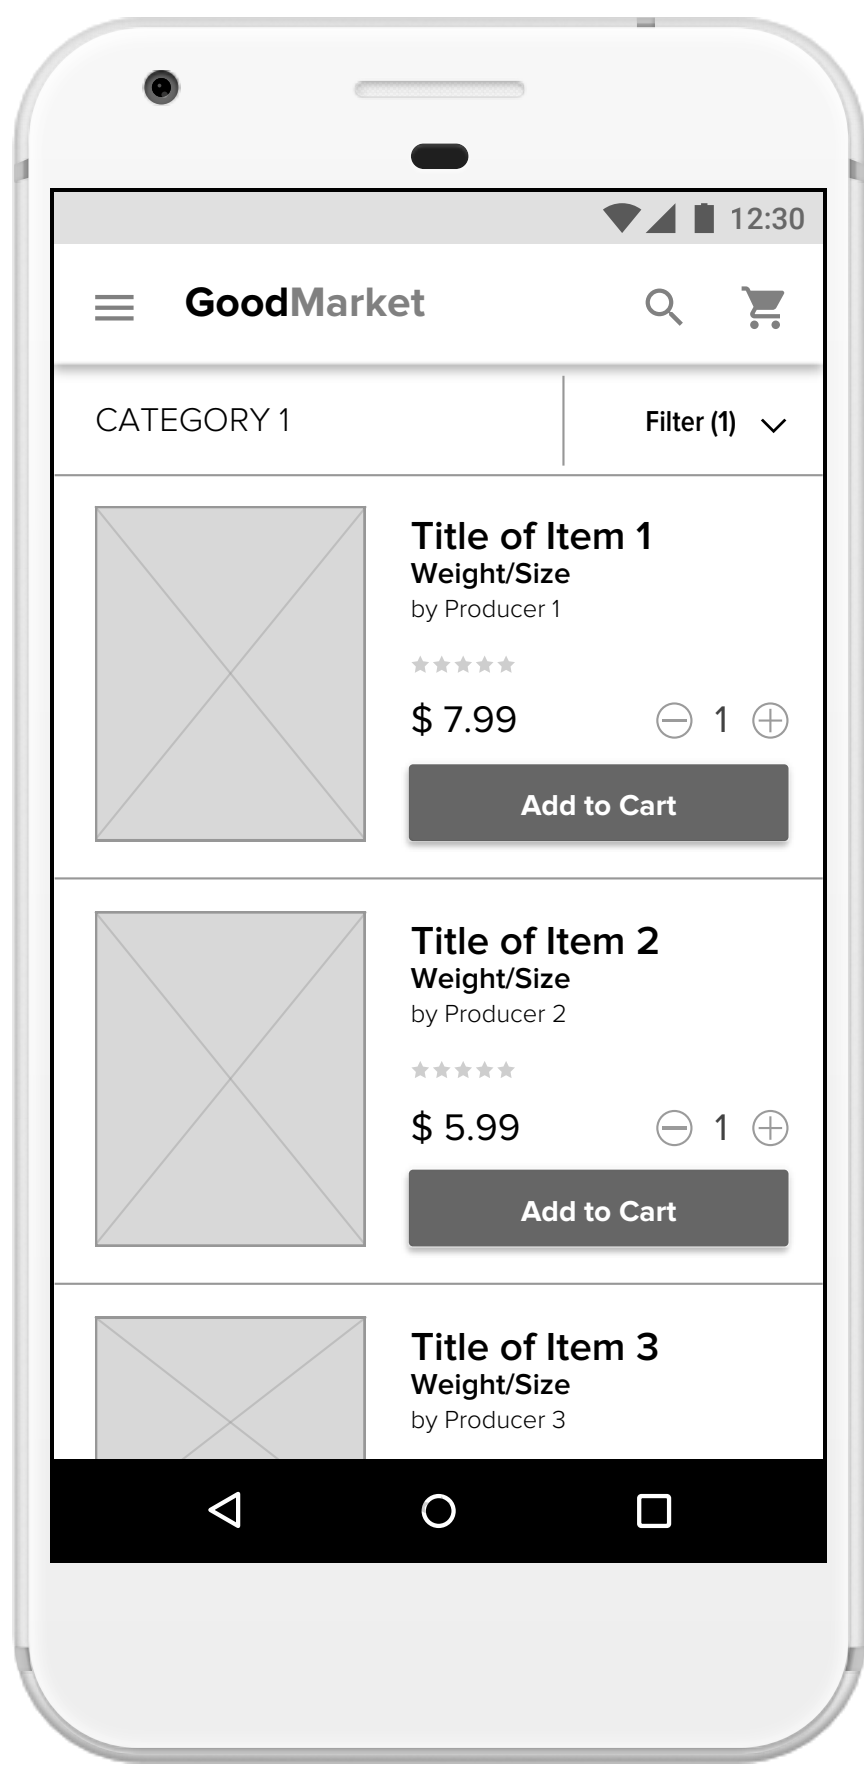 12:30
GoodMarket
CATEGORY 1
Filter (1)
Title of Item 1
Weight/Size
by Producer 1
$ 7.99
1
Add to Cart
Title of Item 2
Weight/Size
by Producer 2
$ 5.99
1
Add to Cart
Title of Item 3
Weight/Size
by Producer 3